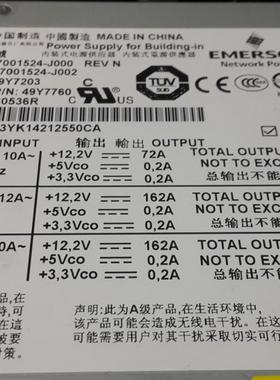 中国制造 中國製造 MADE IN CHINA
Power Supply for Building-in
内装式电源供应器 内裝式電源供應器
7001524-J000 REV N
7001524-J002
49Y7203
49Y7760
0536R
EMERSON
Network Power
TÜV
SUD
C
UL
US
3YK14212550CA
INPUT 输出 輸出 OUTPUT
10A~ +12,2V 72A TOTAL OUTPUT
+5Vco 0,2A NOT TO EXC
+3,3Vco 0,2A 总输出不能
12A~ +12,2V 162A TOTAL OUTP
+5Vco 0,2A NOT TO EXC
+3,3Vco 0,2A 总输出不能
0A~ +12,2V 162A TOTAL OUTP
+5Vco 0,2A NOT TO EXC
+3,3Vco 0,2A 总输出不能
声明:此为A级产品,在生活环境中,
该产品可能会造成无线电干扰。在这
可能需要用户对其干扰采取切实可行